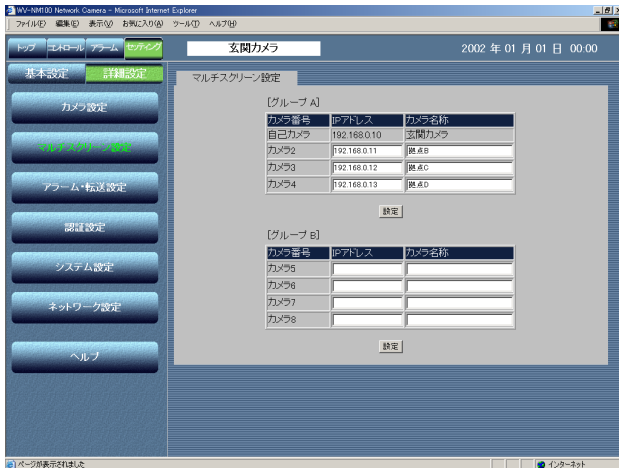 WV-NM100 Network Camera - Microsoft Internet Explorer
ファイル(F) 編集(E) 表示(V) お気に入り(A) ツール(T) ヘルプ(H)
トップ コントロール アラーム セッティング 玄関カメラ 2002 年 01 月 01 日 00:00
基本設定 詳細設定
マルチスクリーン設定
カメラ設定
マルチスクリーン設定
アラーム・転送設定
認証設定
システム設定
ネットワーク設定
ヘルプ
[グループ A]
カメラ番号 IPアドレス カメラ名称
自己カメラ 192.168.0.10 玄関カメラ
カメラ2 192.168.0.11 拠点B
カメラ3 192.168.0.12 拠点C
カメラ4 192.168.0.13 拠点D
設定
[グループ B]
カメラ番号 IPアドレス カメラ名称
カメラ5
カメラ6
カメラ7
カメラ8
設定
ページが表示されました インターネット